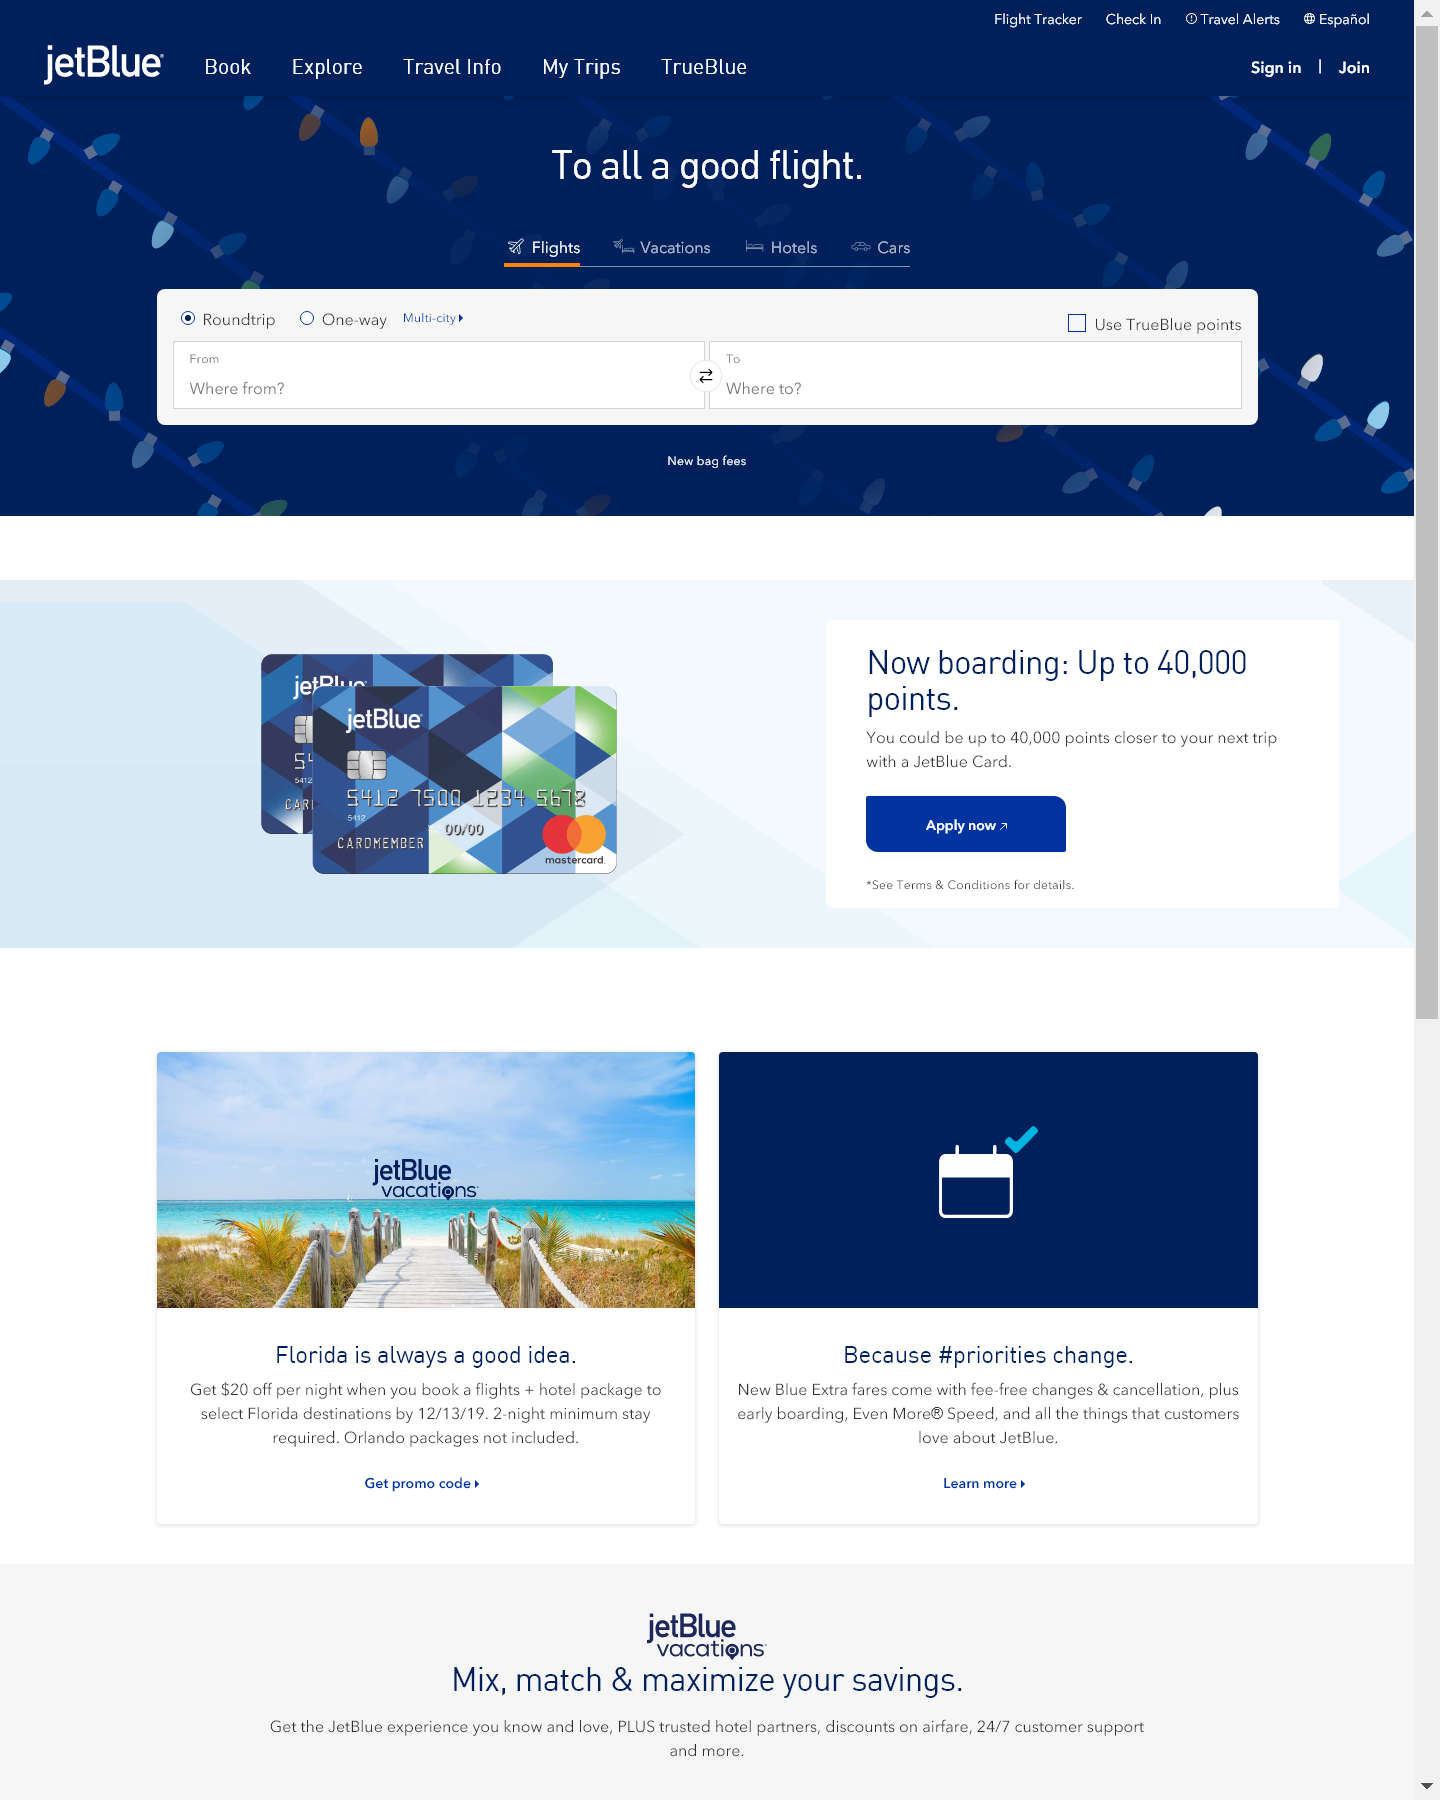 Flight Tracker Check In Travel Alerts Español
jetBlue Book Explore Travel Info My Trips TrueBlue Sign in | Join
To all a good flight.
Flights Vacations Hotels Cars
Roundtrip One-way Multi-city Use TrueBlue points
From To
Where from? Where to?
New bag fees
jetBlue
jetBlue
5412
5412 7500 1234 5678
5412
00/00
CARDMEMBER
mastercard.
Now boarding: Up to 40,000
points.
You could be up to 40,000 points closer to your next trip
with a JetBlue Card.
Apply now
*See Terms & Conditions for details.
jetBlue
vacations
Florida is always a good idea.
Get $20 off per night when you book a flights + hotel package to
select Florida destinations by 12/13/19. 2-night minimum stay
required. Orlando packages not included.
Get promo code
Because #priorities change.
New Blue Extra fares come with fee-free changes & cancellation, plus
early boarding, Even More® Speed, and all the things that customers
love about JetBlue.
Learn more
jetBlue
vacations
Mix, match & maximize your savings.
Get the JetBlue experience you know and love, PLUS trusted hotel partners, discounts on airfare, 24/7 customer support
and more.